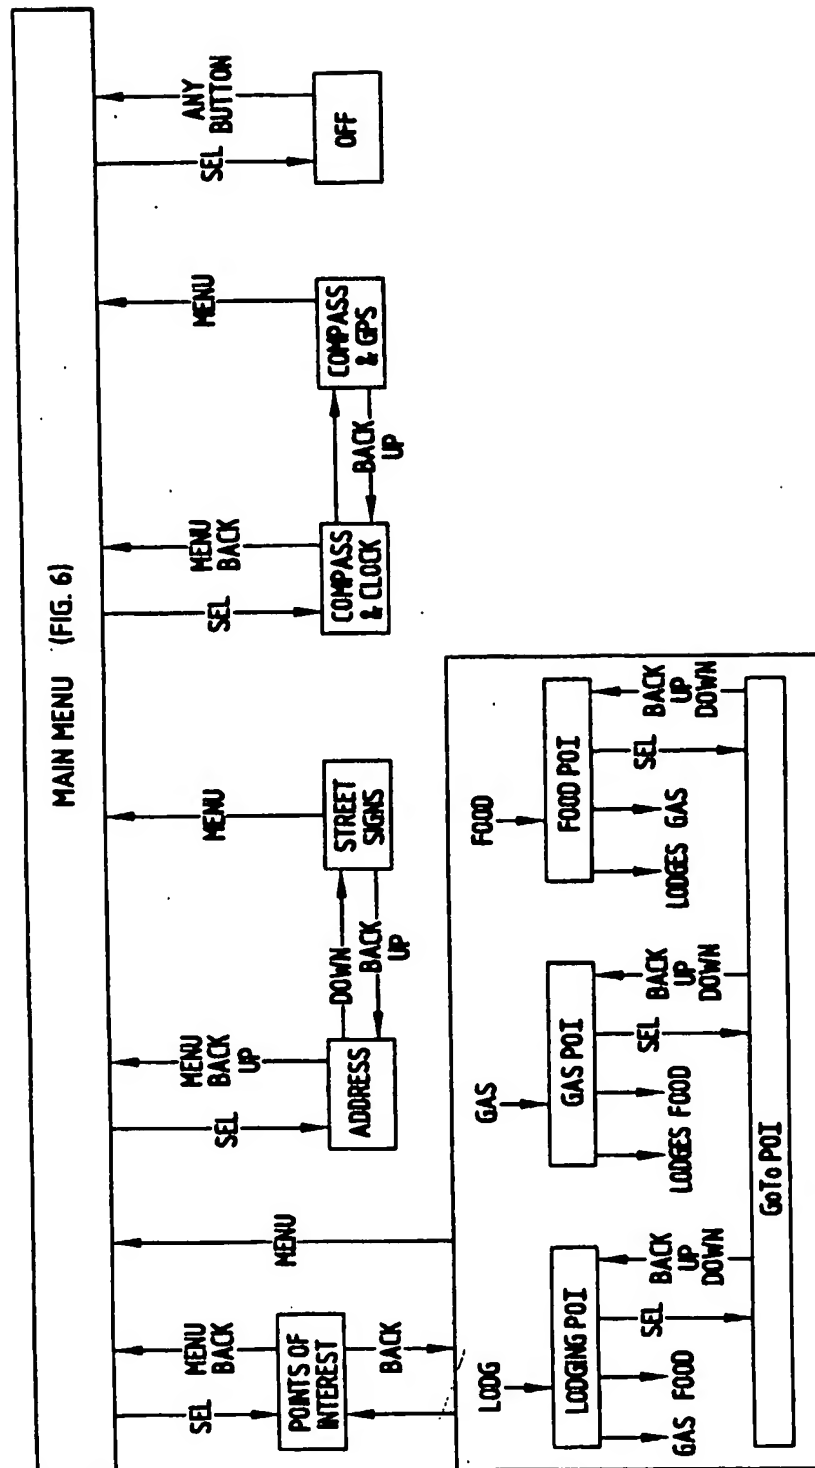 MAIN MENU (FIG. 6)
SEL
MENU
BACK
POINTS OF
INTEREST
BACK
MENU
SEL
MENU
BACK
UP
ADDRESS
DOWN
BACK
UP
STREET
SIGNS
MENU
SEL
MENU
BACK
COMPASS
& CLOCK
BACK
UP
COMPASS
& GPS
MENU
SEL
ANY
BUTTON
OFF
LODG
LODGING POI
GAS
FOOD
SEL
BACK
UP
DOWN
GAS
GAS POI
LODGES
FOOD
SEL
BACK
UP
DOWN
FOOD
FOOD POI
LODGES
GAS
SEL
BACK
UP
DOWN
GoTo POI